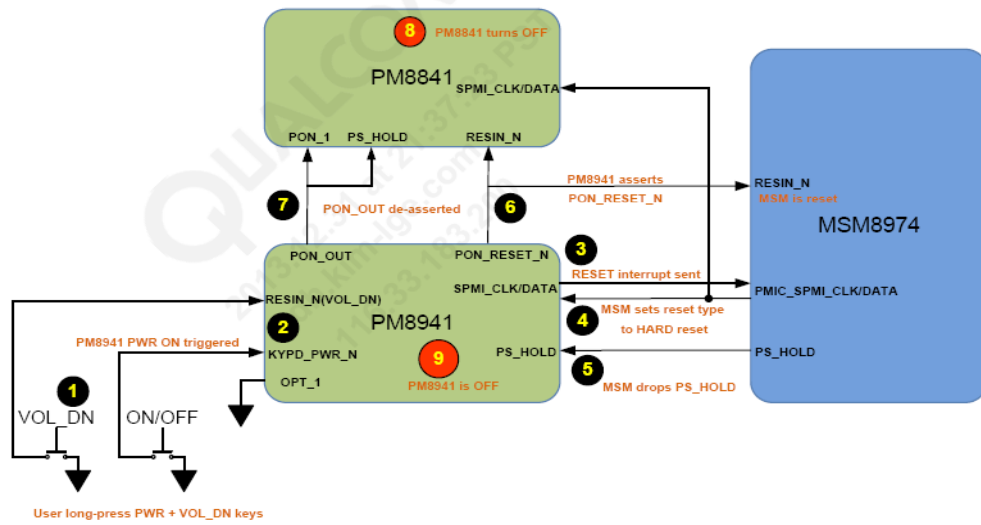 8
PM8841 turns OFF
PM8841
SPMI_CLK/DATA
PON_1
PS_HOLD
RESIN_N
PM8941 asserts
PON_RESET_N
RESIN_N
MSM is reset
MSM8974
7
PON_OUT de-asserted
6
PON_OUT
PON_RESET_N
3
RESET interrupt sent
RESIN_N(VOL_DN)
SPMI_CLK/DATA
PMIC_SPMI_CLK/DATA
2
PM8941
4
MSM sets reset type
to HARD reset
PM8941 PWR ON triggered
KYPD_PWR_N
9
PS_HOLD
PS_HOLD
OPT_1
PM8941 is OFF
5
MSM drops PS_HOLD
1
VOL_DN
ON/OFF
User long-press PWR + VOL_DN keys